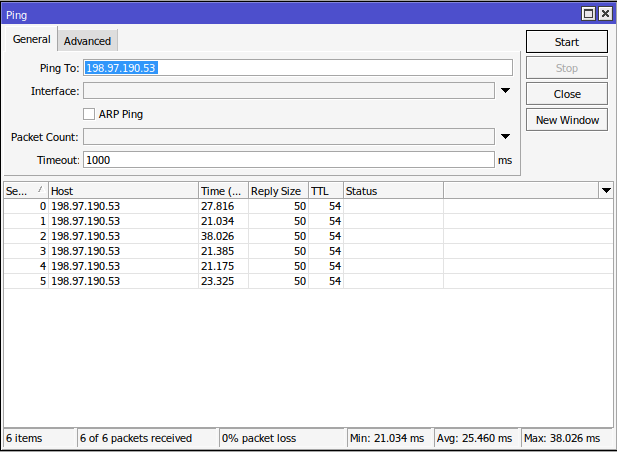 Ping
General Advanced Start
Ping To: 198.97.190.53 Stop
Interface: Close
ARP Ping New Window
Packet Count:
Timeout: 1000 ms
Se... Host Time (... Reply Size TTL Status
0 198.97.190.53 27.816 50 54
1 198.97.190.53 21.034 50 54
2 198.97.190.53 38.026 50 54
3 198.97.190.53 21.385 50 54
4 198.97.190.53 21.175 50 54
5 198.97.190.53 23.325 50 54
6 items 6 of 6 packets received 0% packet loss Min: 21.034 ms Avg: 25.460 ms Max: 38.026 ms